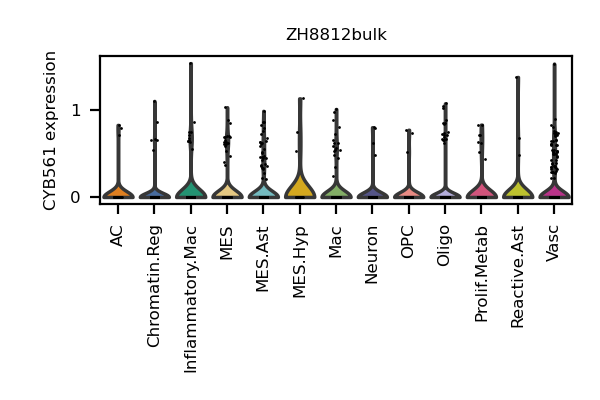 ZH8812bulk
CYB561 expression
1
0
AC
Chromatin.Reg
Inflammatory.Mac
MES
MES.Ast
MES.Hyp
Mac
Neuron
OPC
Oligo
Prolif.Metab
Reactive.Ast
Vasc